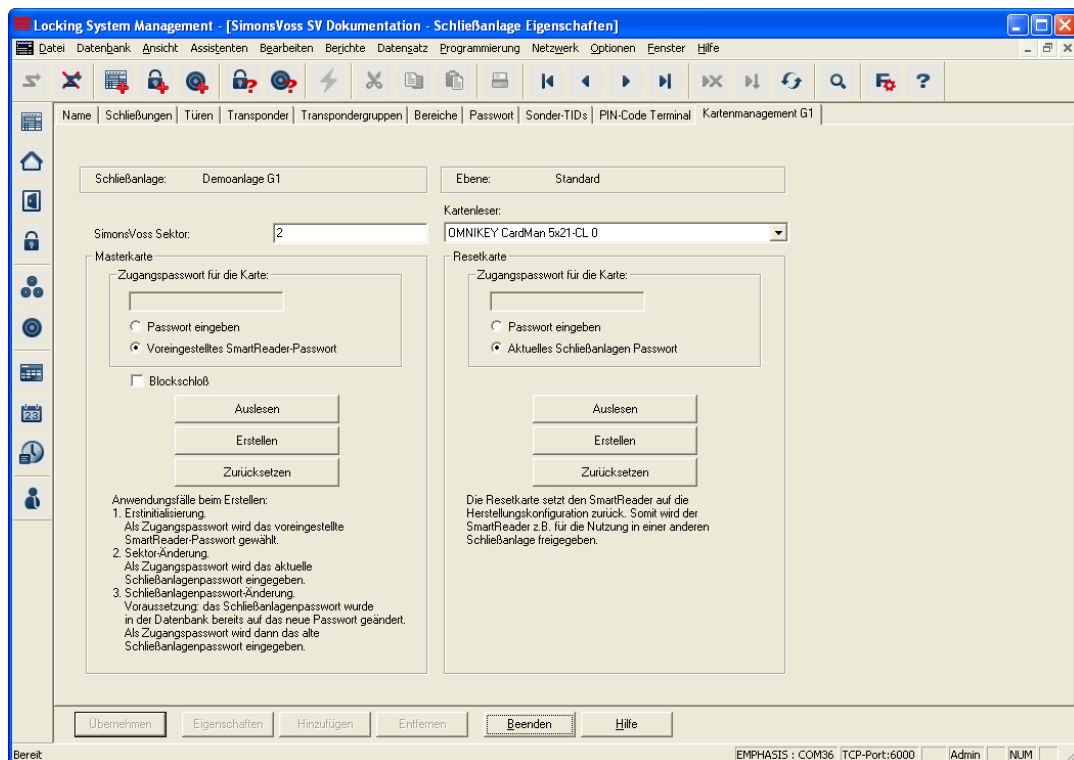 Locking System Management - [SimonsVoss SV Dokumentation - Schließanlage Eigenschaften]
Datei Datenbank Ansicht Assistenten Bearbeiten Berichte Datensatz Programmierung Netzwerk Optionen Fenster Hilfe
Name Schließungen Türen Transponder Transpondergruppen Bereiche Passwort Sonder-TIDs PIN-Code Terminal Kartenmanagement G1
Schließanlage: Demoanlage G1
Ebene: Standard
Kartenleser:
SimonsVoss Sektor: 2
OMNIKEY CardMan 5x21-CL 0
Masterkarte
Zugangspasswort für die Karte:
Passwort eingeben
Voreingestelltes SmartReader-Passwort
Blockschloß
Auslesen
Erstellen
Zurücksetzen
Anwendungsfälle beim Erstellen:
1. Erstinitialisierung.
Als Zugangspasswort wird das voreingestellte
SmartReader-Passwort gewählt.
2. Sektor-Änderung.
Als Zugangspasswort wird das aktuelle
Schließanlagenpasswort eingegeben.
3. Schließanlagenpasswort-Änderung.
Voraussetzung: das Schließanlagenpasswort wurde
in der Datenbank bereits auf das neue Passwort geändert.
Als Zugangspasswort wird dann das alte
Schließanlagenpasswort eingegeben.
Resetkarte
Zugangspasswort für die Karte:
Passwort eingeben
Aktuelles Schließanlagen Passwort
Auslesen
Erstellen
Zurücksetzen
Die Resetkarte setzt den SmartReader auf die
Herstellungskonfiguration zurück. Somit wird der
SmartReader z.B. für die Nutzung in einer anderen
Schließanlage freigegeben.
Übernehmen Eigenschaften Hinzufügen Entfernen Beenden Hilfe
Bereit EMPHASIS : COM36 TCP-Port:6000 Admin NUM